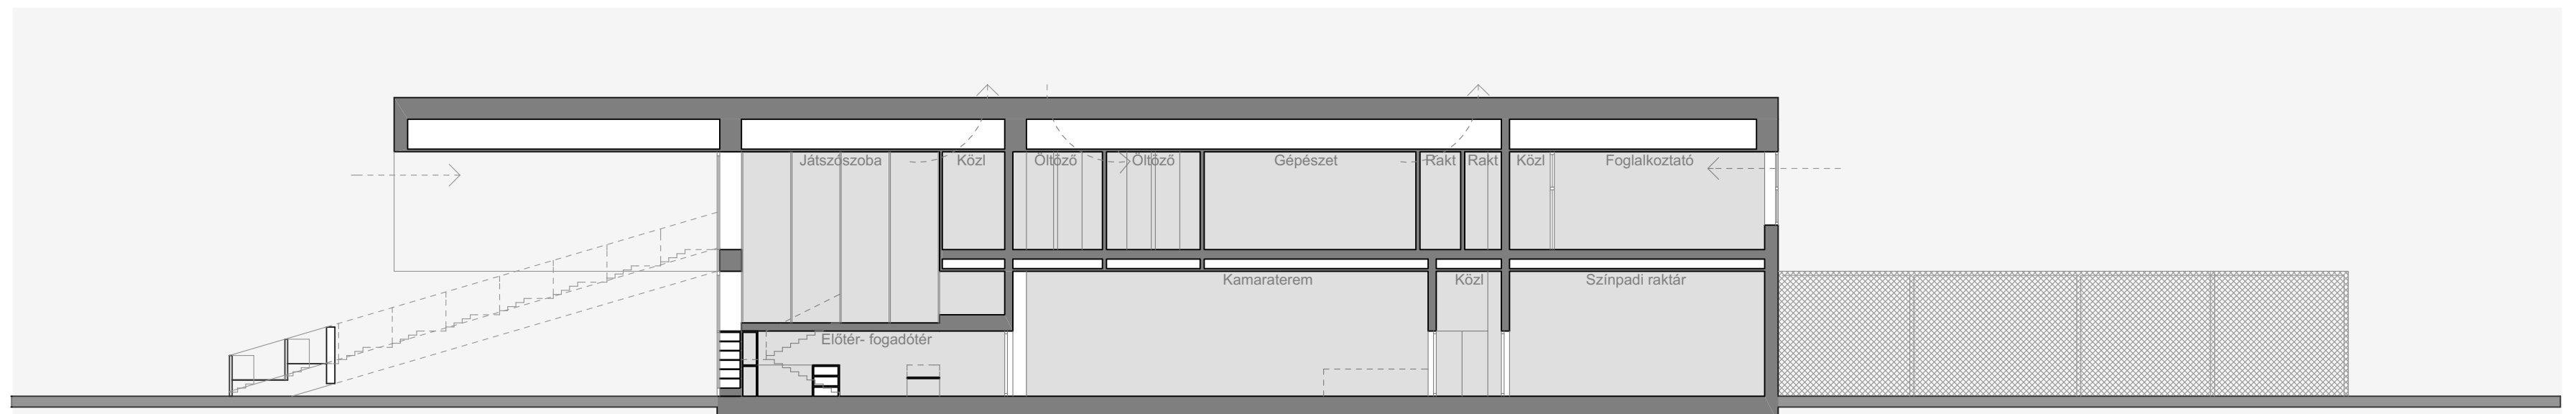 Játszószoba
Közl
Öltöző
Öltöző
Gépészet
Rakt
Rakt
Közl
Foglalkoztató
Kamaraterem
Közl
Színpadi raktár
Előtér- fogadótér